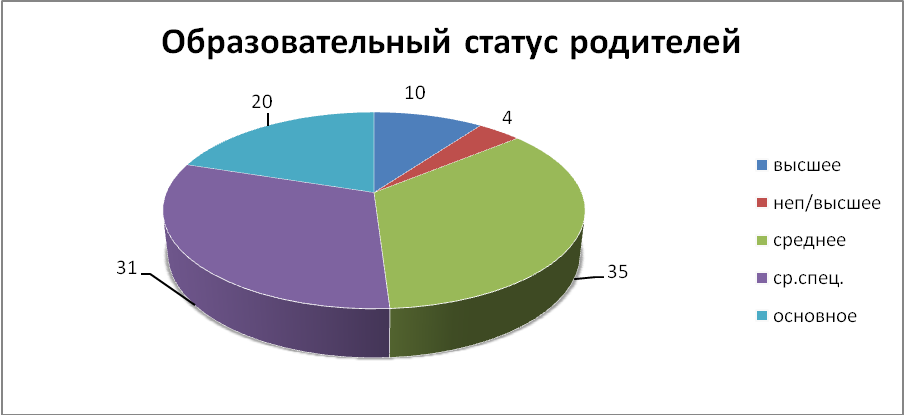 Образовательный статус родителей
10
4
20
35
31
высшее
неп/высшее
среднее
ср.спец.
основное